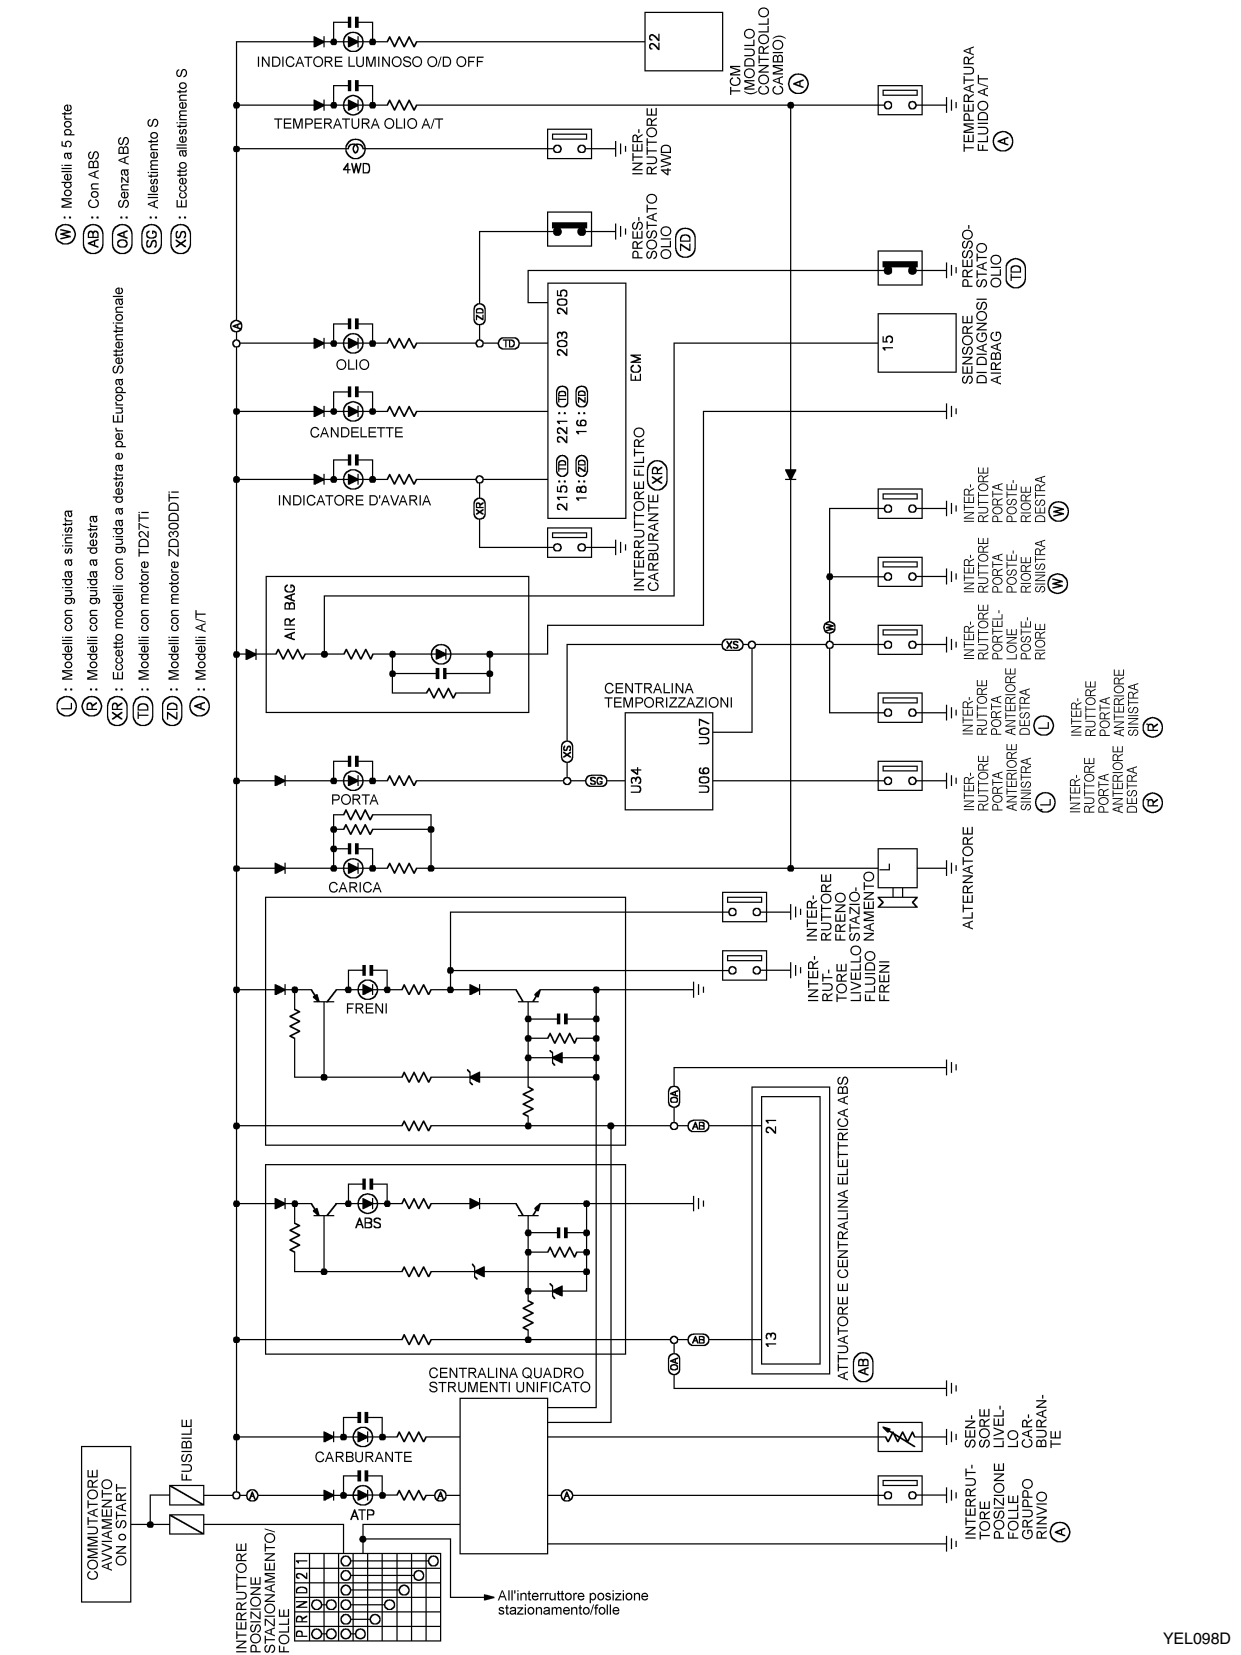 INDICATORE LUMINOSO O/D OFF
22
TCM
(MODULO
CONTROLLO
CAMBIO)
A
TEMPERATURA OLIO A/T
TEMPERATURA
FLUIDO A/T
A
4WD
INTER-
RUTTORE
4WD
W : Modelli a 5 porte
AB : Con ABS
OA : Senza ABS
SG : Allestimento S
XS : Eccetto allestimento S
L : Modelli con guida a sinistra
R : Modelli con guida a destra
XR : Eccetto modelli con guida a destra e per Europa Settentrionale
TD : Modelli con motore TD27Ti
ZD : Modelli con motore ZD30DDTi
A : Modelli A/T
PRES-
SOSTATO
OLIO
ZD
PRESSO-
STATO
OLIO
TD
A
OLIO
ZD
TD
205
203
221: TD
16: ZD
215: TD
18: ZD
ECM
15
SENSORE
DI DIAGNOSI
AIRBAG
CANDELETTE
INDICATORE D'AVARIA
XR
INTERRUTTORE FILTRO
CARBURANTE XR
AIR BAG
INTER-
RUTTORE
PORTA
POSTE-
RIORE
DESTRA
W
INTER-
RUTTORE
PORTA
POSTE-
RIORE
SINISTRA
W
W
XS
INTER-
RUTTORE
PORTEL-
LONE
POSTE-
RIORE
CENTRALINA
TEMPORIZZAZIONI
U07
U34
U06
XS
SG
INTER-
RUTTORE
PORTA
ANTERIORE
DESTRA
L
INTER-
RUTTORE
PORTA
ANTERIORE
SINISTRA
R
INTER-
RUTTORE
PORTA
ANTERIORE
SINISTRA
L
INTER-
RUTTORE
PORTA
ANTERIORE
DESTRA
R
PORTA
CARICA
L
ALTERNATORE
INTER-
RUTTORE
FRENO
STAZIO-
NAMENTO
INTER-
RUT-
TORE
LIVELLO
FLUIDO
FRENI
FRENI
OA
AB
21
13
ATTUATORE E CENTRALINA ELETTRICA ABS
AB
ABS
AB
OA
CENTRALINA QUADRO
STRUMENTI UNIFICATO
CARBURANTE
SEN-
SORE
LIVEL-
LO
CAR-
BURAN-
TE
FUSIBILE
COMMUTATORE
AVVIAMENTO
ON o START
A
ATP
A
A
INTERRUT-
TORE
POSIZIONE
FOLLE
GRUPPO
RINVIO
A
INTERRUTTORE
POSIZIONE
STAZIONAMENTO/
FOLLE
P R N D 2 1
All'interruttore posizione
stazionamento/folle
YEL098D